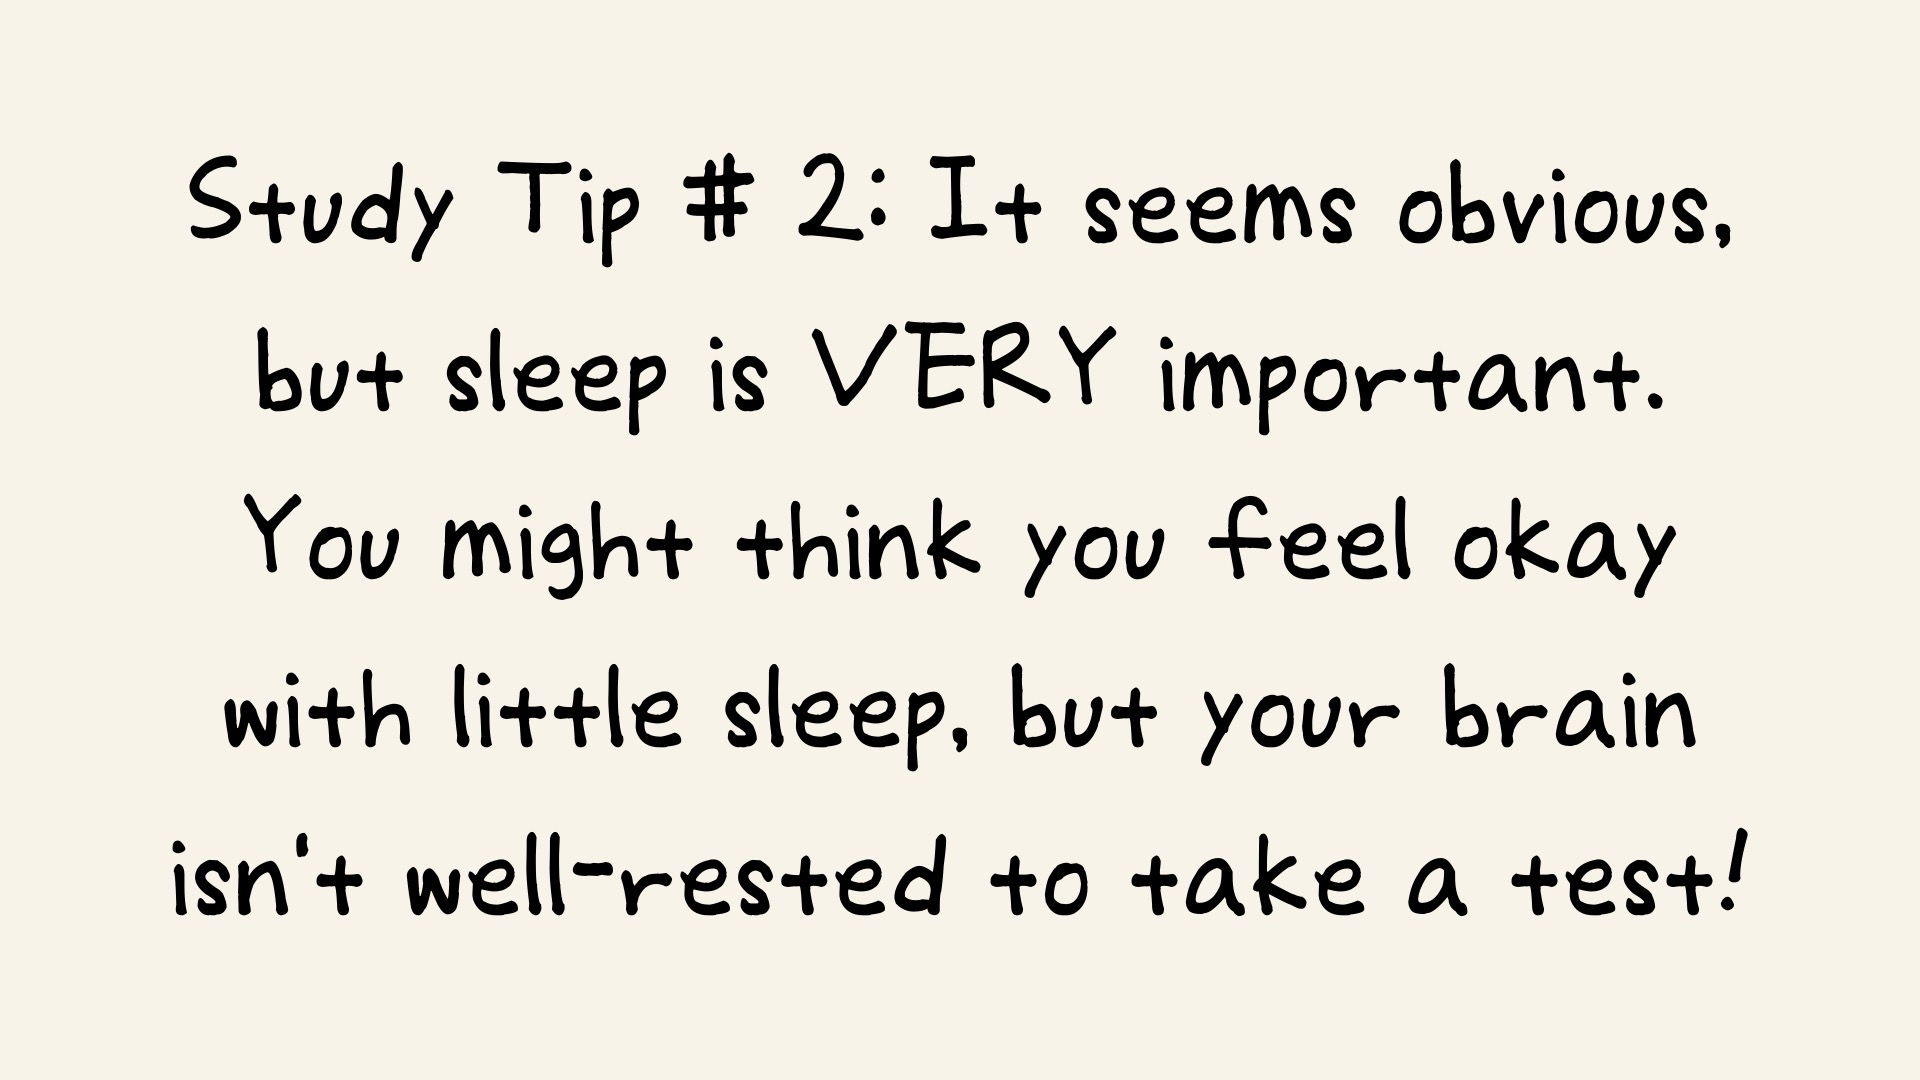 Study Tip # 2: It seems obvious,
but sleep is VERY important.
You might think you feel okay
with little sleep, but your brain
isn't well-rested to take a test!